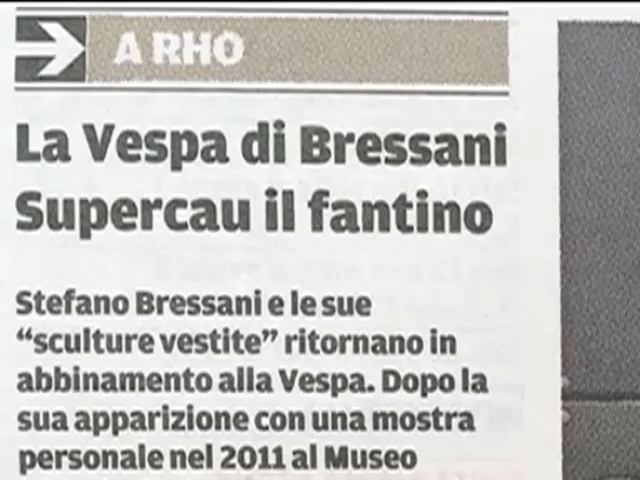 A RHO
La Vespa di Bressani
Supercau il fantino
Stefano Bressani e le sue
“sculture vestite” ritornano in
abbinamento alla Vespa. Dopo la
sua apparizione con una mostra
personale nel 2011 al Museo